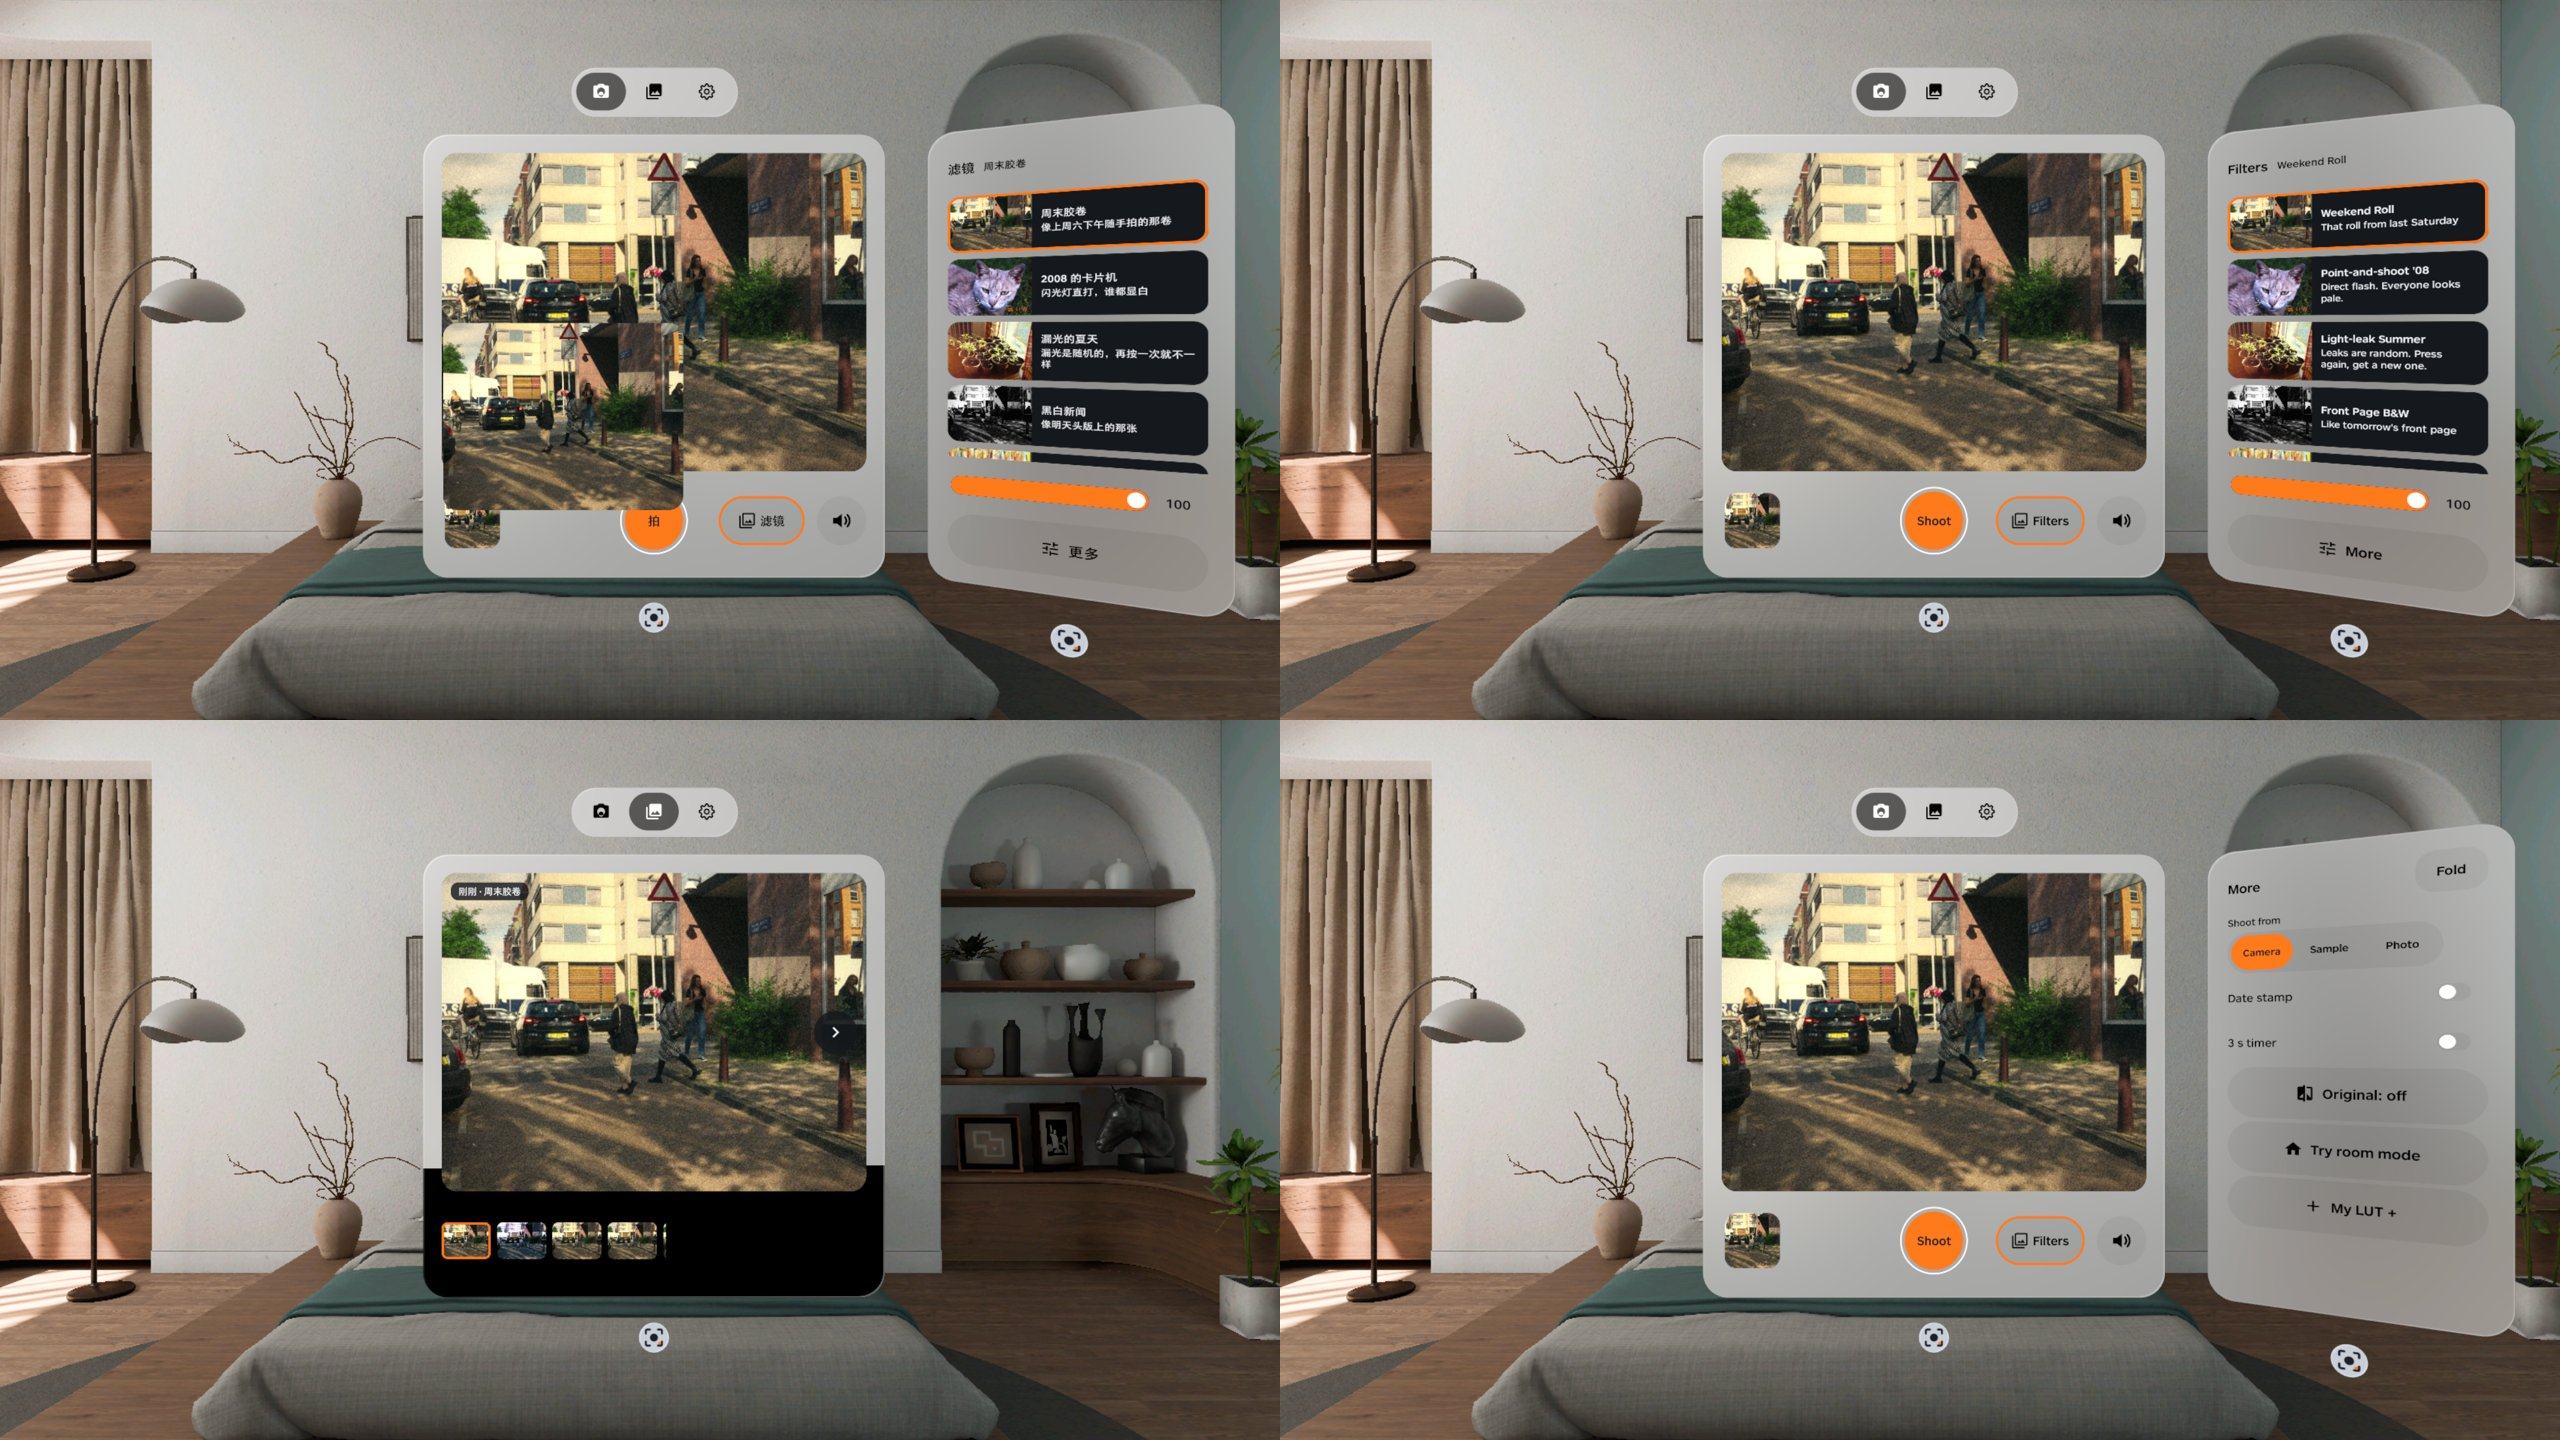 滤镜 周末胶卷
周末胶卷
像上周六下午随手拍的那卷
2008 的卡片机
闪光灯直打，谁都显白
漏光的夏天
漏光是随机的，再按一次就不一
样
黑白新闻
像明天头版上的那张
100
更多
拍
滤镜
Filters Weekend Roll
Weekend Roll
That roll from last Saturday
Point-and-shoot '08
Direct flash. Everyone looks
pale.
Light-leak Summer
Leaks are random. Press
again, get a new one.
Front Page B&W
Like tomorrow's front page
100
More
Shoot
Filters
刚刚 · 周末胶卷
Fold
More
Shoot from
Camera Sample Photo
Date stamp
3 s timer
Original: off
Try room mode
My LUT +
Shoot
Filters